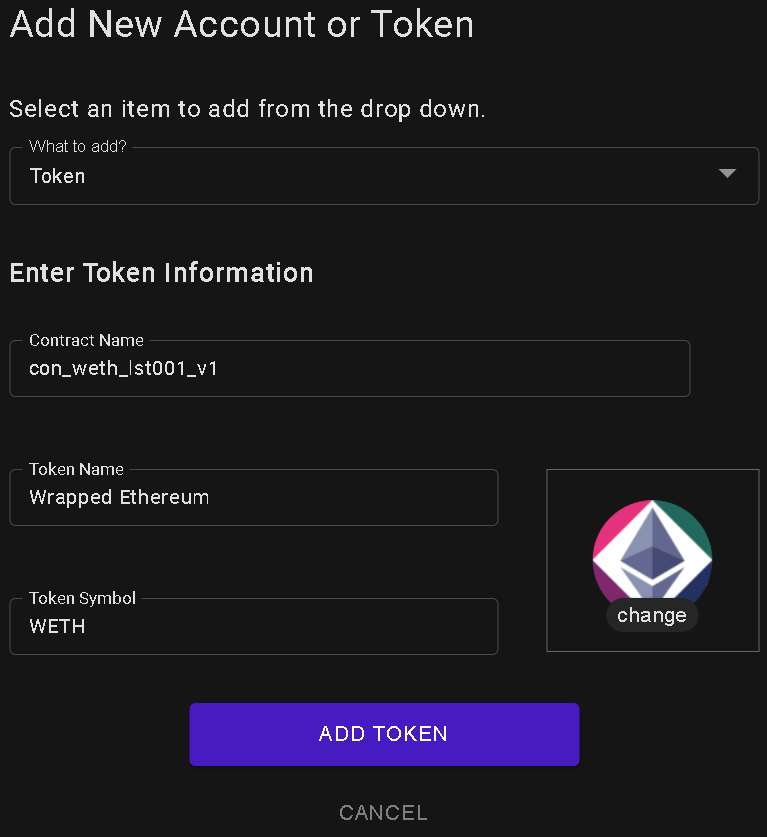 Add New Account or Token
Select an item to add from the drop down.
What to add?
Token
Enter Token Information
Contract Name
con_weth_lst001_v1
Token Name
Wrapped Ethereum
Token Symbol
WETH
change
ADD TOKEN
CANCEL